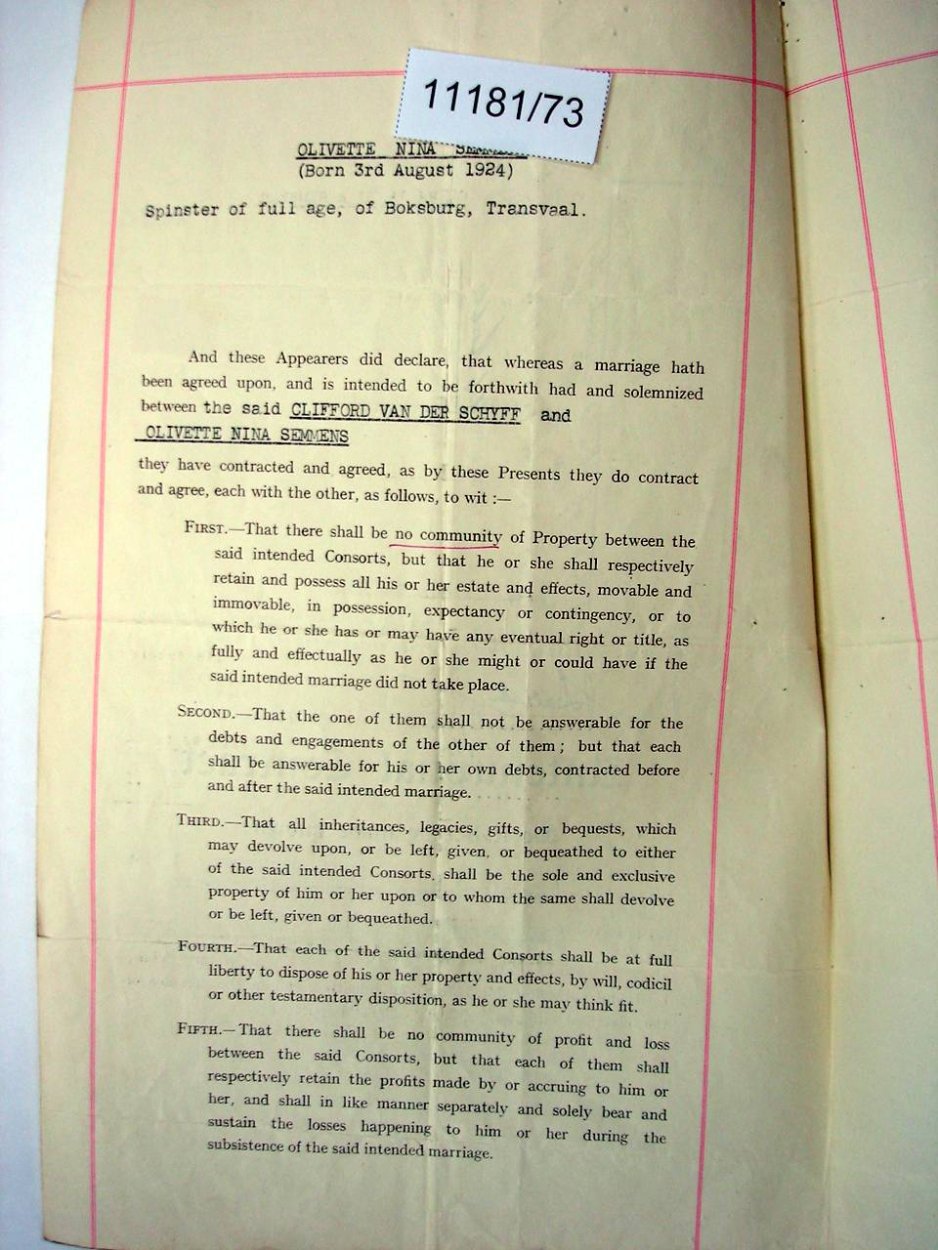 11181/73
OLIVETTE NINA
(Born 3rd August 1924)
Spinster of full age, of Boksburg, Transvaal.
And these Appearers did declare, that whereas a marriage hath
been agreed upon, and is intended to be forthwith had and solemnized
between the said CLIFFORD VAN DER SCHYFF and
OLIVETTE NINA SEMMENS
they have contracted and agreed, as by these Presents they do contract
and agree, each with the other, as follows, to wit :—
FIRST.—That there shall be no community of Property between the
said intended Consorts, but that he or she shall respectively
retain and possess all his or her estate and effects, movable and
immovable, in possession, expectancy or contingency, or to
which he or she has or may have any eventual right or title, as
fully and effectually as he or she might or could have if the
said intended marriage did not take place.
SECOND.—That the one of them shall not be answerable for the
debts and engagements of the other of them ; but that each
shall be answerable for his or her own debts, contracted before
and after the said intended marriage.
THIRD.—That all inheritances, legacies, gifts, or bequests, which
may devolve upon, or be left, given, or bequeathed to either
of the said intended Consorts, shall be the sole and exclusive
property of him or her upon or to whom the same shall devolve
or be left, given or bequeathed.
FOURTH.—That each of the said intended Consorts shall be at full
liberty to dispose of his or her property and effects, by will, codicil
or other testamentary disposition, as he or she may think fit.
FIFTH.—That there shall be no community of profit and loss
between the said Consorts, but that each of them shall
respectively retain the profits made by or accruing to him or
her, and shall in like manner separately and solely bear and
sustain the losses happening to him or her during the
subsistence of the said intended marriage.